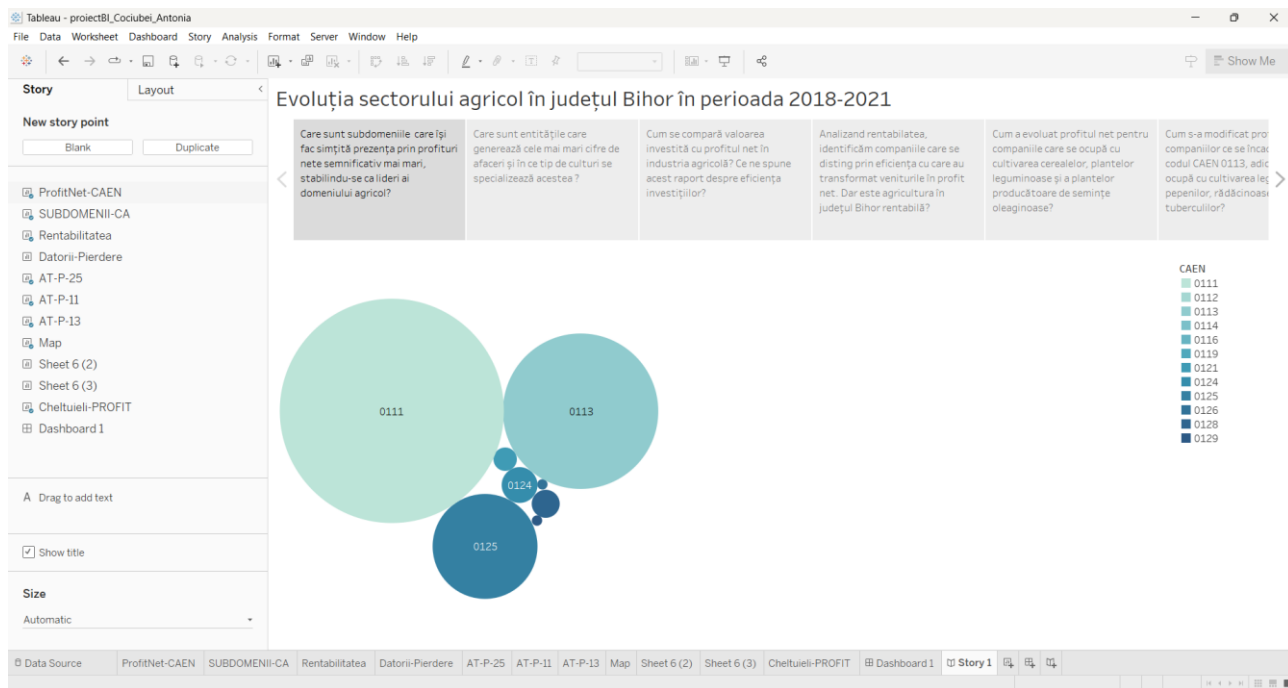 Tableau - proiectBI_Cociubei_Antonia
File Data Worksheet Dashboard Story Analysis Format Server Window Help
Show Me
Story Layout
New story point
Blank Duplicate
ProfitNet-CAEN
SUBDOMENII-CA
Rentabilitatea
Datorii-Pierdere
AT-P-25
AT-P-11
AT-P-13
Map
Sheet 6 (2)
Sheet 6 (3)
Cheltuieli-PROFIT
Dashboard 1
A Drag to add text
Show title
Size
Automatic
Evoluția sectorului agricol în județul Bihor în perioada 2018-2021
Care sunt subdomeniile care își
fac simțită prezența prin profituri
nete semnificativ mai mari,
stabilindu-se ca lideri ai
domeniului agricol?
Care sunt entitățile care
generează cele mai mari cifre de
afaceri și în ce tip de culturi se
specializează acestea ?
Cum se compară valoarea
investită cu profitul net în
industria agricolă? Ce ne spune
acest raport despre eficiența
investițiilor?
Analizand rentabilatea,
identificăm companiile care se
disting prin eficiența cu care au
transformat veniturile în profit
net. Dar este agricultura în
județul Bihor rentabilă?
Cum a evoluat profitul net pentru
companiile care se ocupă cu
cultivarea cerealelor, plantelor
leguminoase și a plantelor
producătoare de semințe
oleaginoase?
Cum s-a modificat pro
companiilor ce se înca
codul CAEN 0113, adic
ocupă cu cultivarea leg
pepenilor, rădăcinoas
tuberculilor?
0111
0113
0124
0125
CAEN
0111
0112
0113
0114
0116
0119
0121
0124
0125
0126
0128
0129
Data Source ProfitNet-CAEN SUBDOMENII-CA Rentabilitatea Datorii-Pierdere AT-P-25 AT-P-11 AT-P-13 Map Sheet 6 (2) Sheet 6 (3) Cheltuieli-PROFIT Dashboard 1 Story 1